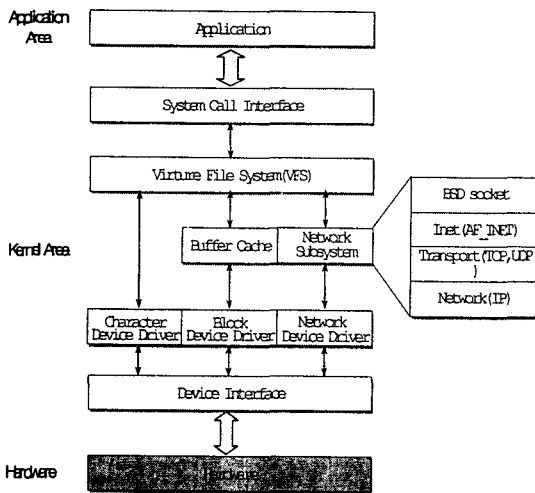 Application
Area
Application
System Call Interface
Virture File System(VFS)
BSD socket
Inet(AF_INET)
Transport(TCP,UDP
)
Network(IP)
Kernel Area
Buffer Cache
Network
Subsystem
Character
Device Driver
Block
Device Driver
Network
Device Driver
Device Interface
Hardware
Hardware